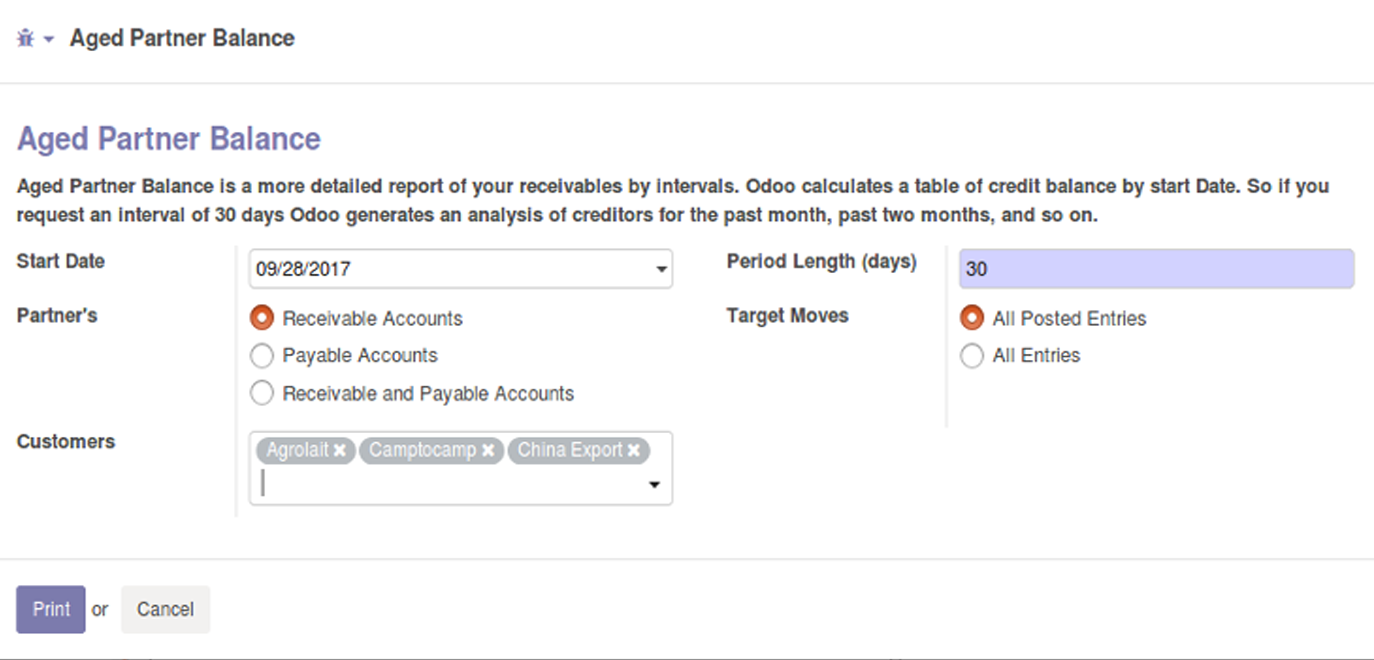 Aged Partner Balance
Aged Partner Balance
Aged Partner Balance is a more detailed report of your receivables by intervals. Odoo calculates a table of credit balance by start Date. So if you
request an interval of 30 days Odoo generates an analysis of creditors for the past month, past two months, and so on.
Start Date
09/28/2017
Period Length (days)
30
Partner's
Receivable Accounts
Payable Accounts
Receivable and Payable Accounts
Target Moves
All Posted Entries
All Entries
Customers
Agrolait × Camptocamp × China Export ×
Print or Cancel